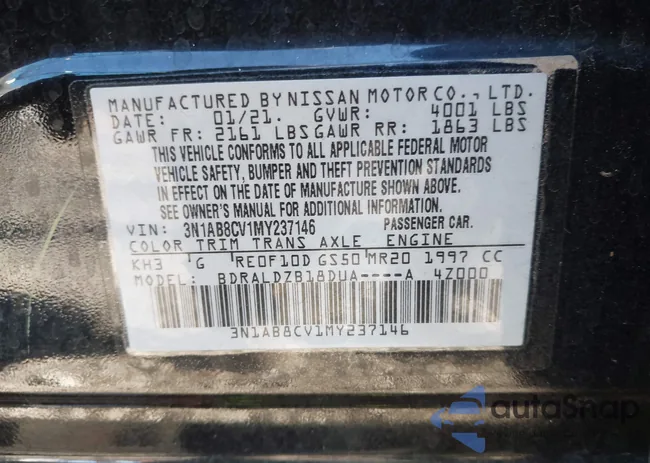 MANUFACTURED BY NISSAN MOTOR CO., LTD.
DATE: 01/21. GVWR: 4001 LBS
GAWR FR: 2161 LBS GAWR RR: 1863 LBS
THIS VEHICLE CONFORMS TO ALL APPLICABLE FEDERAL MOTOR
VEHICLE SAFETY, BUMPER AND THEFT PREVENTION STANDARDS
IN EFFECT ON THE DATE OF MANUFACTURE SHOWN ABOVE.
SEE OWNER'S MANUAL FOR ADDITIONAL INFORMATION.
VIN: 3N1AB8CV1MY237146 PASSENGER CAR.
COLOR TRIM TRANS AXLE ENGINE
KH3 G RE0F10D GS50 MR20 1997 CC
MODEL: BDRALDZB18DUA----A 4Z000
3N1AB8CV1MY237146
autoSnap